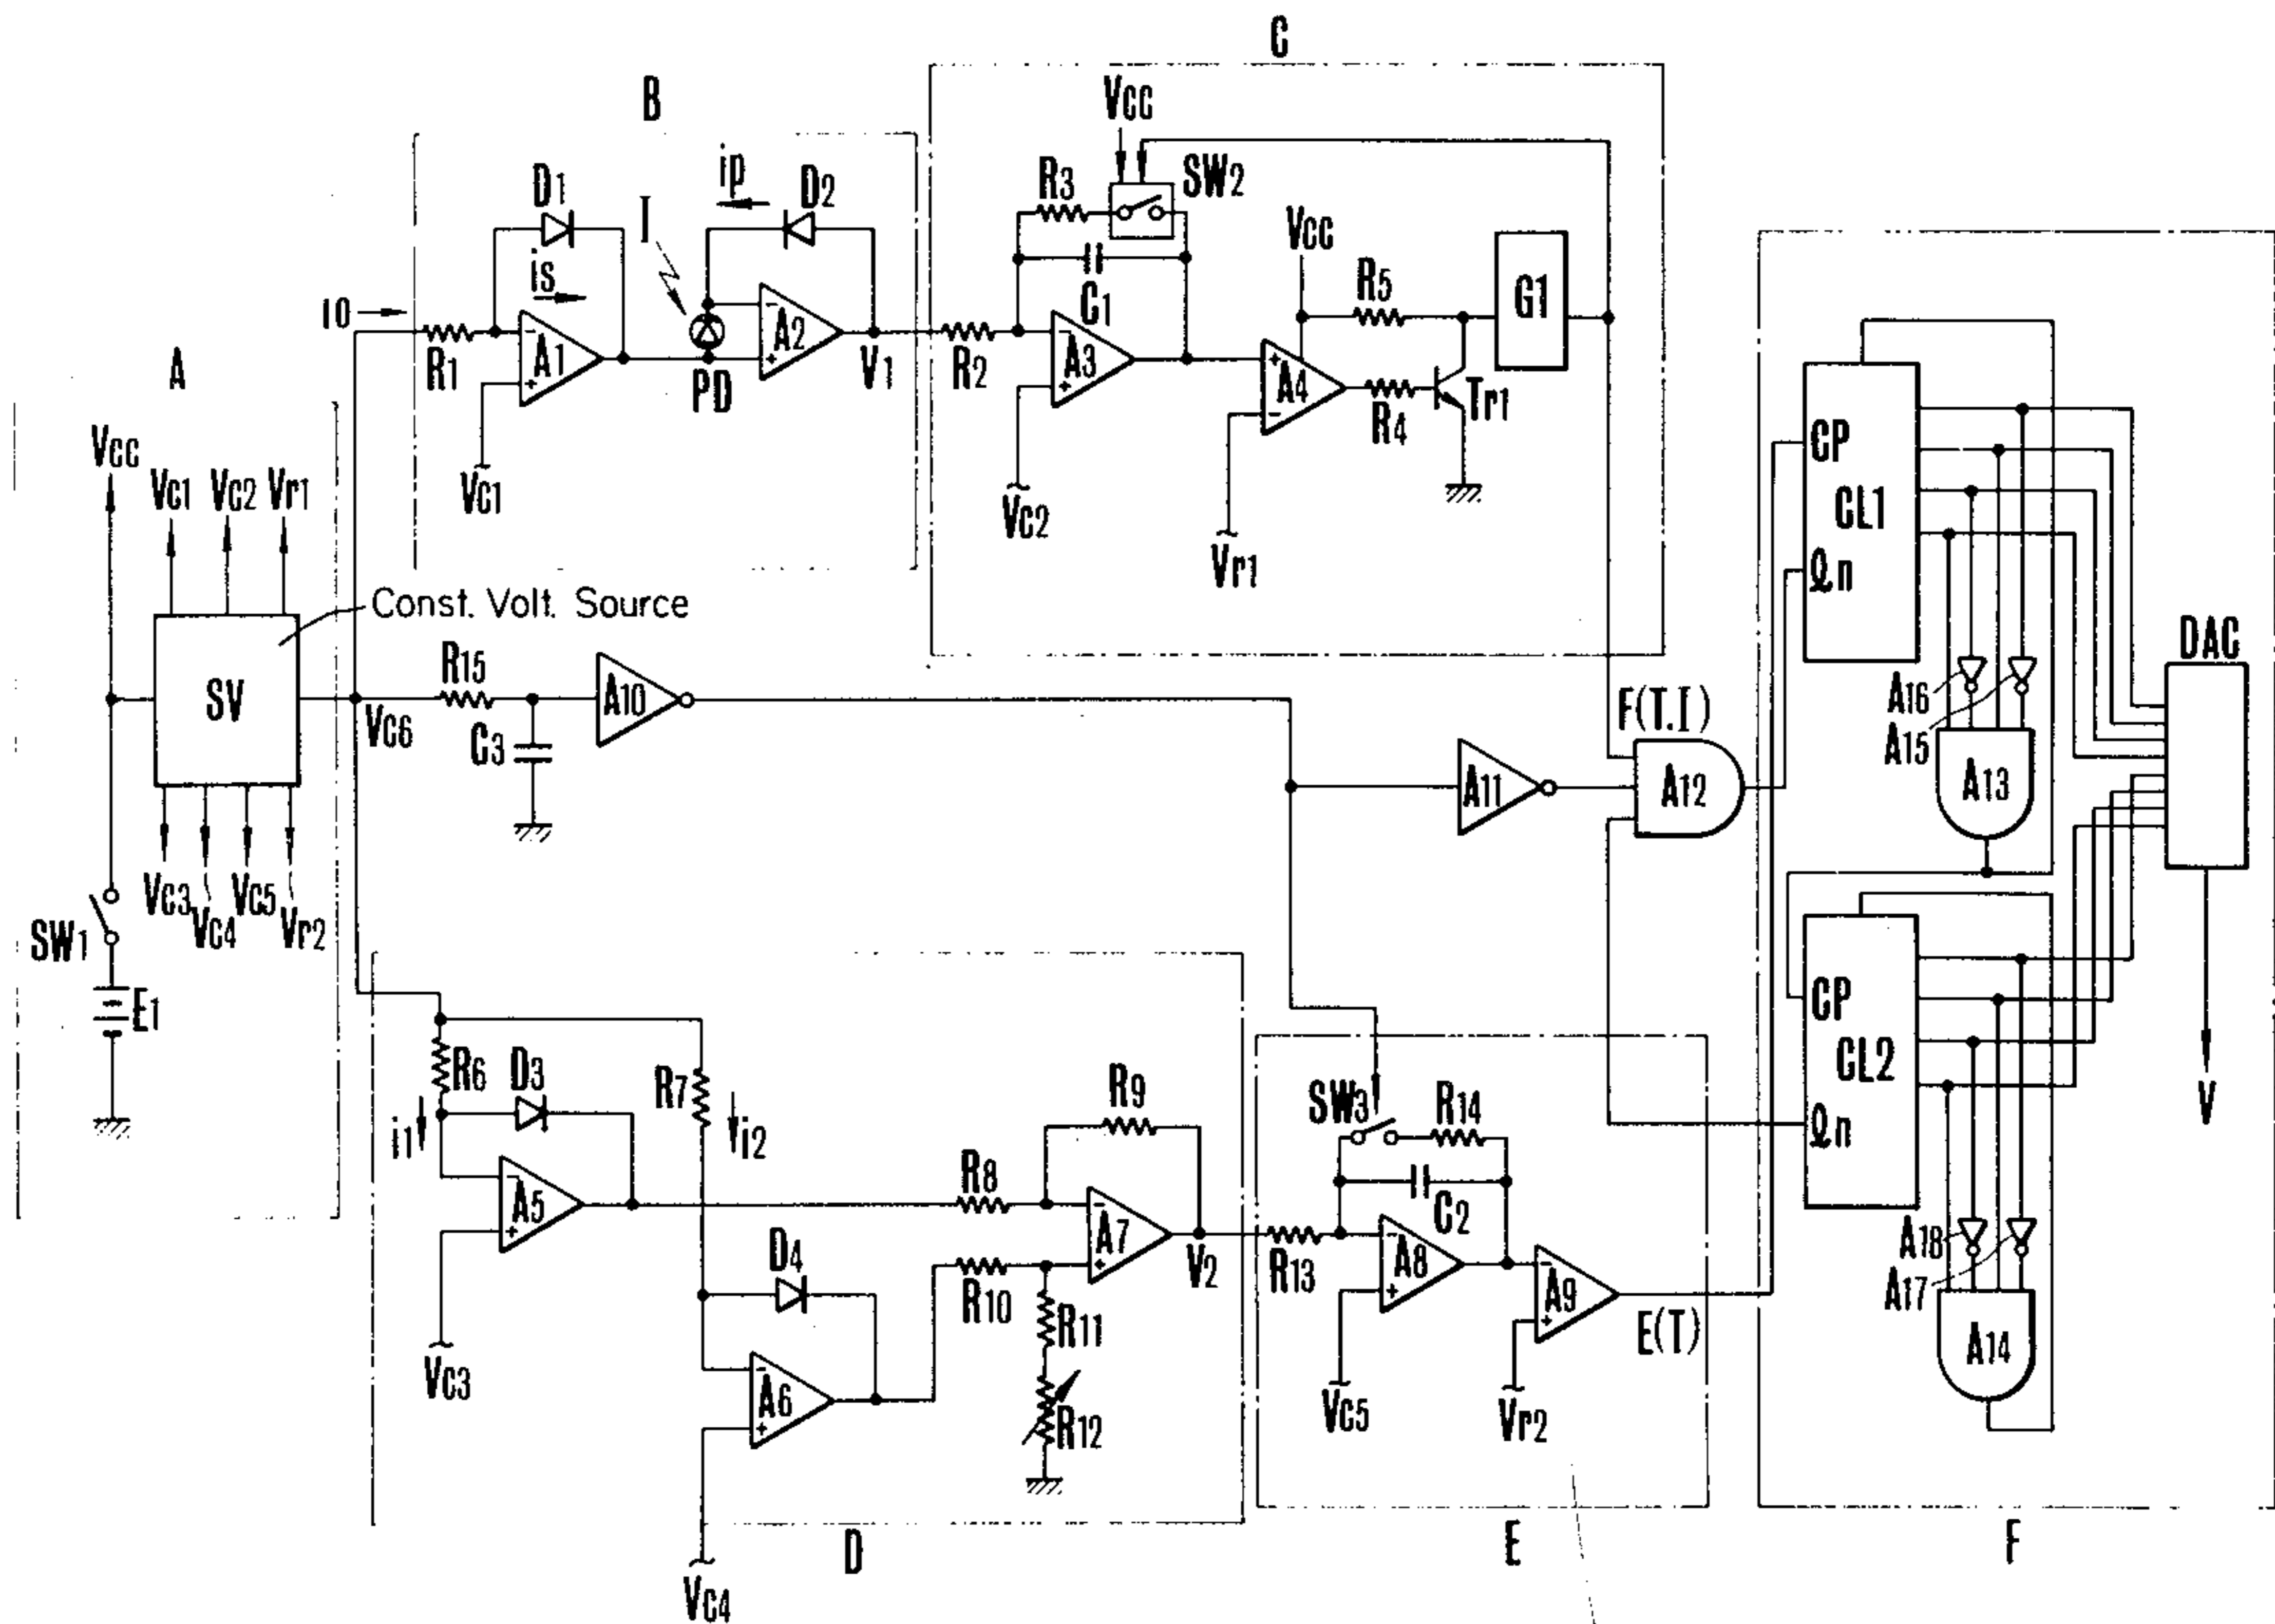 A
Vcc
Vc1
Vc2
Vr1
SV
Const. Volt. Source
Vc3
Vc4
Vc5
Vr2
SW1
E1
Vc6
B
i0
R1
D1
is
A1
Vc1
I
PD
ip
D2
A2
V1
C
Vcc
R3
SW2
C1
R2
A3
Vc2
Vcc
R5
A4
R4
Tr1
Vr1
G1
R15
C3
A10
A11
F(T.I)
A12
D
R6
D3
i1
A5
Vc3
R7
i2
D4
A6
Vc4
R8
R9
R10
A7
R11
R12
V2
E
SW3
R14
C2
R13
A8
Vc5
A9
Vr2
E(T)
F
CP
CL1
Qn
A16
A15
A13
DAC
CP
CL2
Qn
A18
A17
A14
V